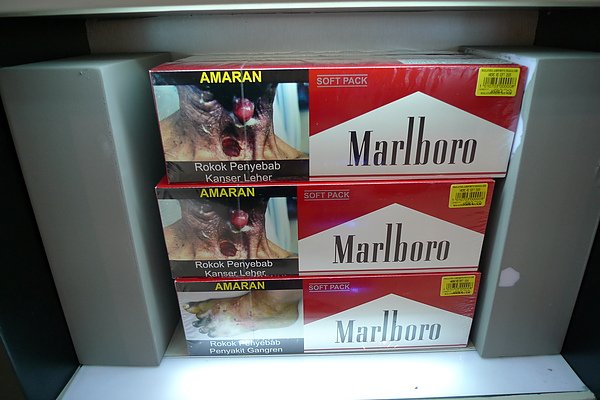 AMARAN
SOFT PACK
Marlboro
Rokok Penyebab
Kanser Leher
AMARAN
SOFT PACK
Marlboro
Rokok Penyebab
Kanser Leher
AMARAN
SOFT PACK
Marlboro
Rokok Penyebab
Penyakit Gangren